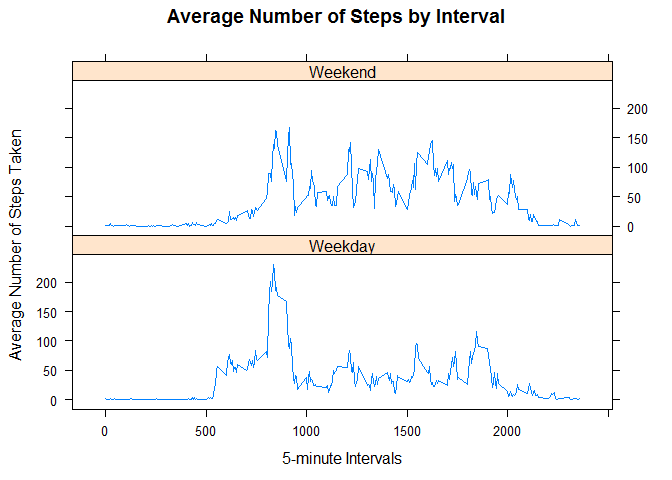 Average Number of Steps by Interval
Weekend
200
150
100
50
0
Weekday
200
150
100
50
0
Average Number of Steps Taken
0 500 1000 1500 2000
5-minute Intervals